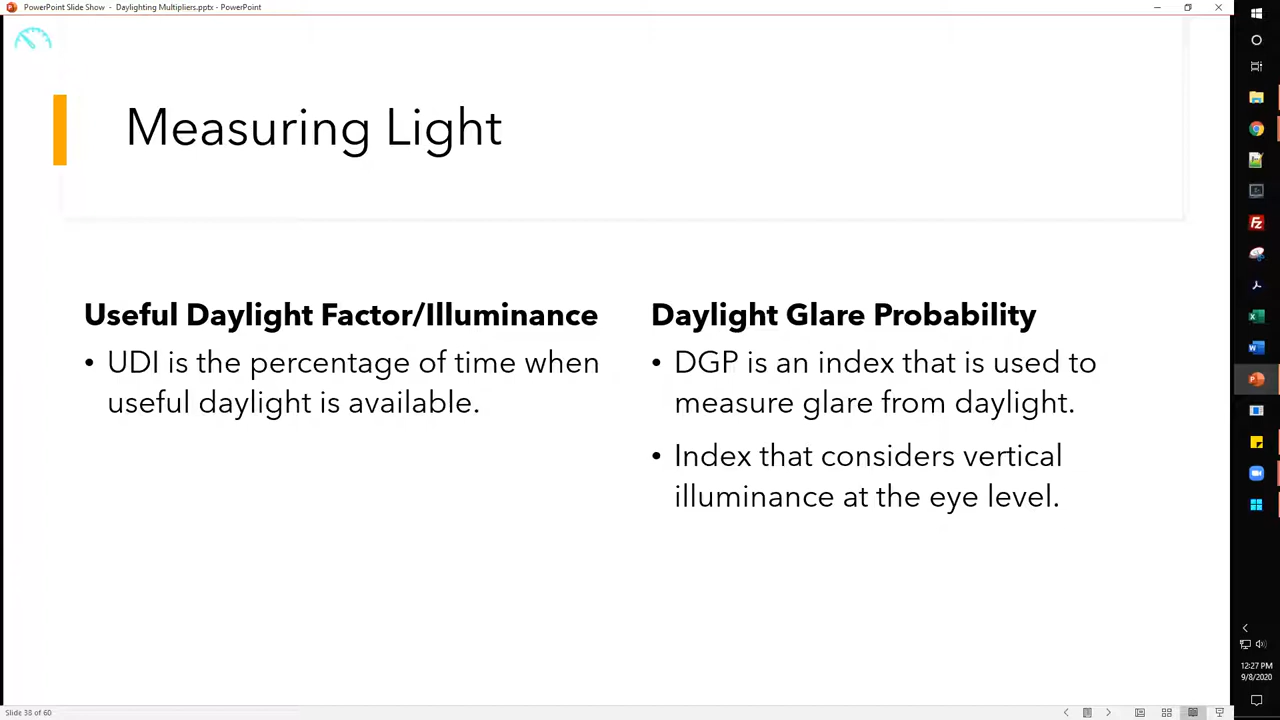 PowerPoint Slide Show - Daylighting Multipliers.pptx - PowerPoint
Measuring Light
Useful Daylight Factor/Illuminance
• UDI is the percentage of time when
useful daylight is available.
Daylight Glare Probability
• DGP is an index that is used to
measure glare from daylight.
• Index that considers vertical
illuminance at the eye level.
12:27 PM
9/8/2020
Slide 38 of 60